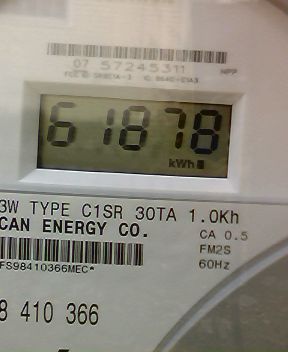 07 57245311
61878
kWh
3W TYPE C1SR 30TA 1.0Kh
CAN ENERGY CO.
CA 0.5
FM2S
60Hz
FS98410366MEC*
8 410 366